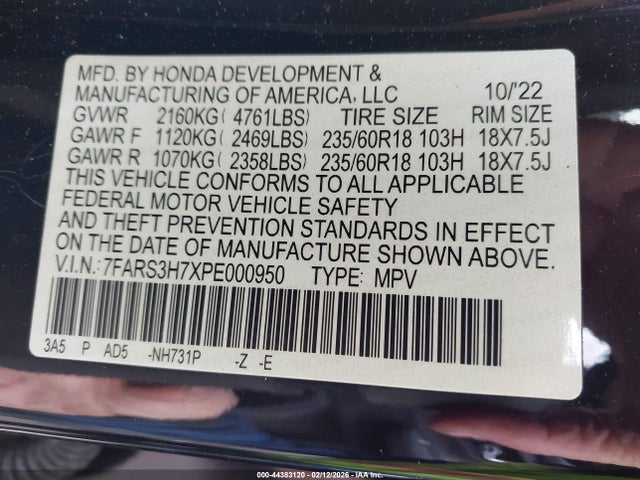 MFD. BY HONDA DEVELOPMENT &
MANUFACTURING OF AMERICA, LLC 10/'22
GVWR 2160KG ( 4761LBS) TIRE SIZE RIM SIZE
GAWR F 1120KG ( 2469LBS) 235/60R18 103H 18X7.5J
GAWR R 1070KG ( 2358LBS) 235/60R18 103H 18X7.5J
THIS VEHICLE CONFORMS TO ALL APPLICABLE
FEDERAL MOTOR VEHICLE SAFETY
AND THEFT PREVENTION STANDARDS IN EFFECT
ON THE DATE OF MANUFACTURE SHOWN ABOVE.
V.I.N.: 7FARS3H7XPE000950 TYPE: MPV
3A5 P AD5 -NH731P -Z -E
000-44383120 - 02/12/2026 - IAA Inc.